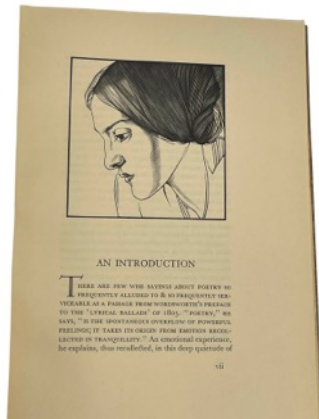 AN INTRODUCTION
THERE ARE FEW WISE SAYINGS ABOUT POETRY SO
FREQUENTLY ALLUDED TO & SO FREQUENTLY SER-
VICEABLE AS A PASSAGE FROM WORDSWORTH'S PREFACE
TO THE 'LYRICAL BALLADS' OF 1805. "POETRY," HE
SAYS, "IS THE SPONTANEOUS OVERFLOW OF POWERFUL
FEELINGS; IT TAKES ITS ORIGIN FROM EMOTION RECOL-
LECTED IN TRANQUILLITY." An emotional experience,
he explains, thus recollected, in this deep quietude of
vii